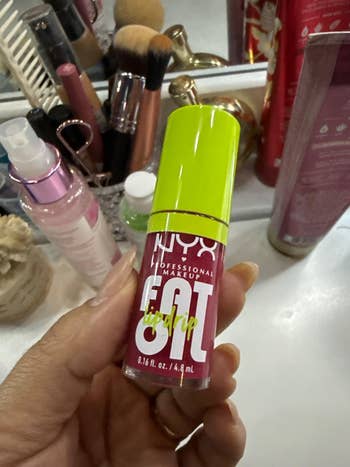 NYX
PROFESSIONAL
MAKEUP
FAT
lip drip
OIL
0.16 fl. oz. / 4.8 mL